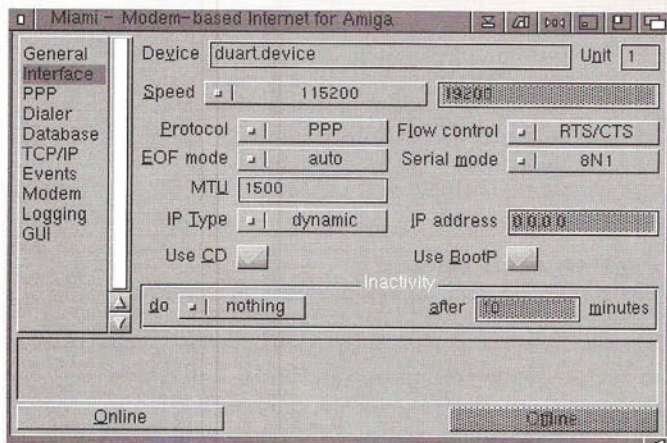 Miami - Modem-based Internet for Amiga
General
Interface
PPP
Dialer
Database
TCP/IP
Events
Modem
Logging
GUI
Device duart.device Unit 1
Speed 115200 19200
Protocol PPP Flow control RTS/CTS
EOF mode auto Serial mode 8N1
MTU 1500
IP Type dynamic IP address 0.0.0.0
Use CD Use BootP
Inactivity
do nothing after 10 minutes
Online Offline